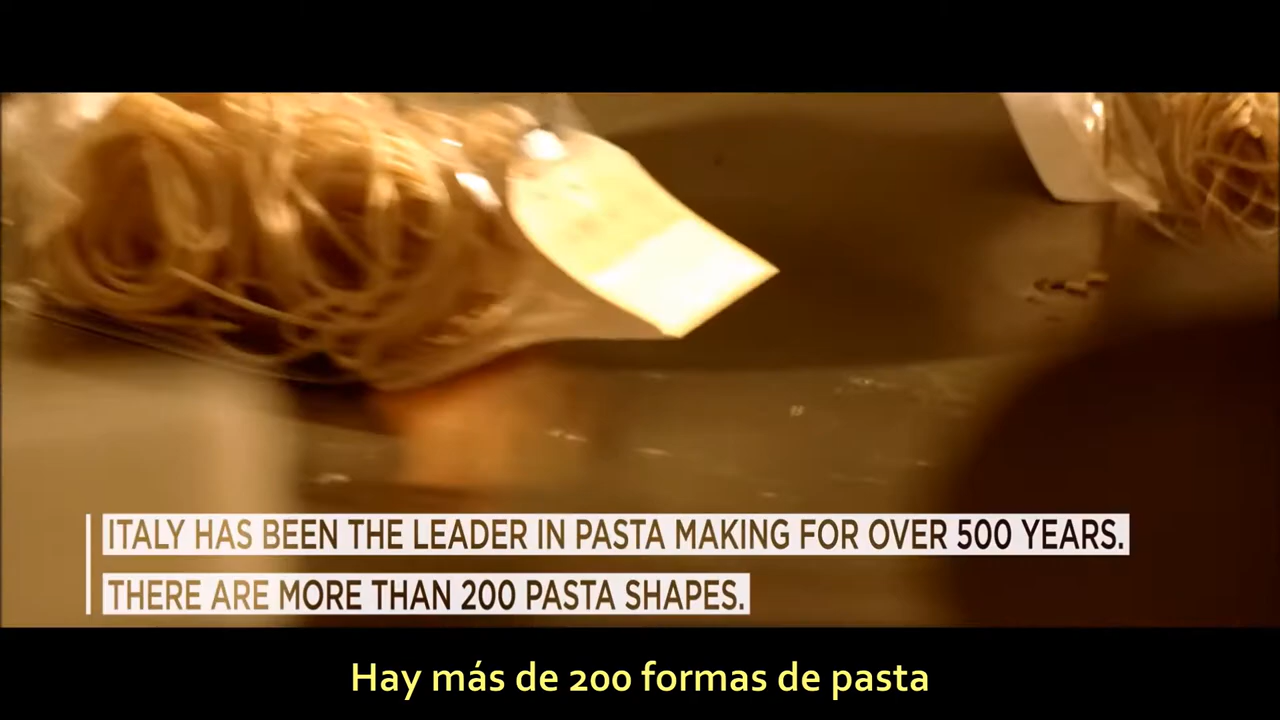 ITALY HAS BEEN THE LEADER IN PASTA MAKING FOR OVER 500 YEARS.
THERE ARE MORE THAN 200 PASTA SHAPES.
Hay más de 200 formas de pasta